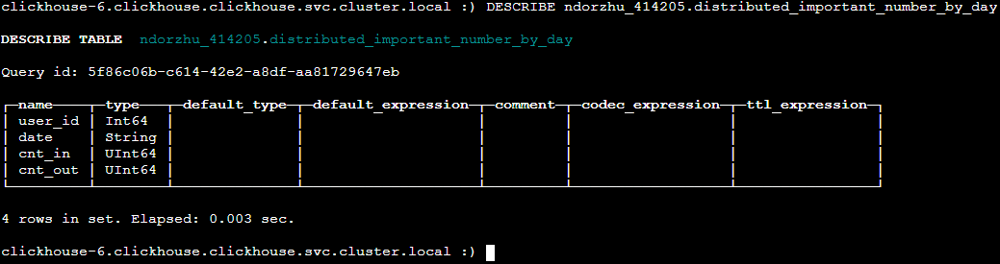 clickhouse-6.clickhouse.clickhouse.svc.cluster.local :) DESCRIBE ndorzhu_414205.distributed_important_number_by_day
DESCRIBE TABLE ndorzhu_414205.distributed_important_number_by_day
Query id: 5f86c06b-c614-42e2-a8df-aa81729647eb
name type default_type default_expression comment codec_expression ttl_expression
user_id Int64
date String
cnt_in UInt64
cnt_out UInt64
4 rows in set. Elapsed: 0.003 sec.
clickhouse-6.clickhouse.clickhouse.svc.cluster.local :)